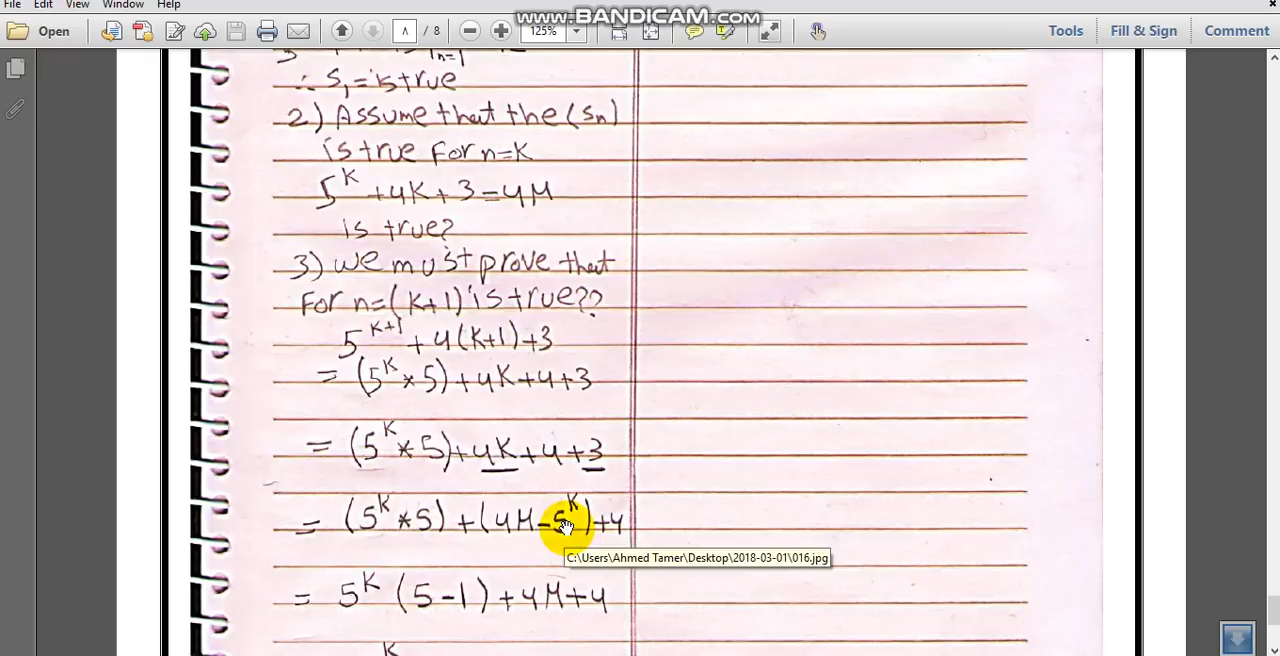 File Edit View Window Help
www.BANDICAM.com
Open
٨ / 8
125%
Tools Fill & Sign Comment
∴ S₁ = is true
2) Assume that the (Sn)
is true For n=K
5^K + 4K + 3 = 4M
is true?
3) we must prove that
For n=(K+1) is true??
5^(K+1) + 4(K+1) + 3
= (5^K * 5) + 4K + 4 + 3
= (5^K * 5) + 4K + 4 + 3
= (5^K * 5) + (4M - 5^K) + 4
C:\Users\Ahmed Tamer\Desktop\2018-03-01\016.jpg
= 5^K (5-1) + 4M + 4
K